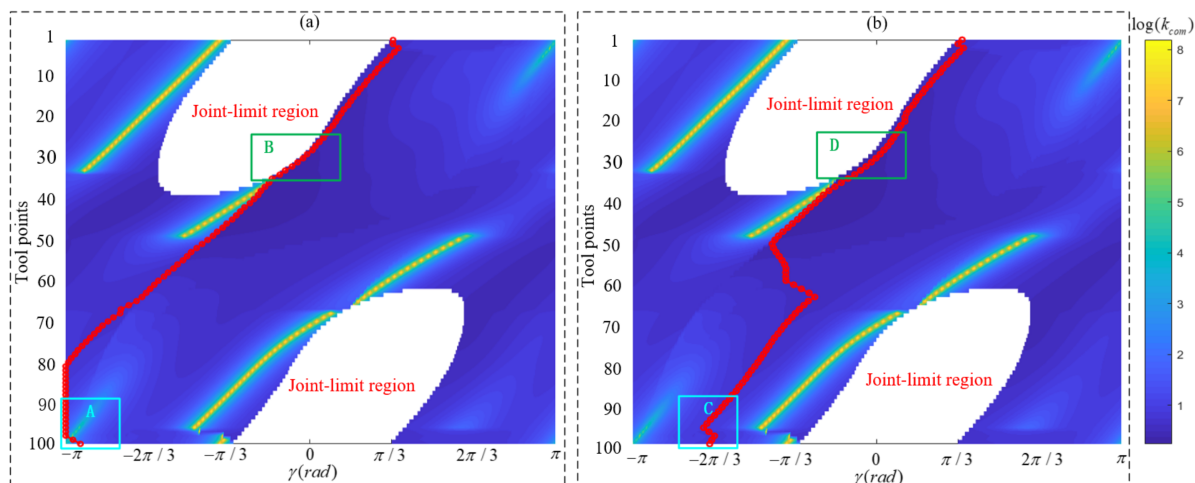 (a)
1
10
20
30
40
50
60
70
80
90
100
Tool points
Joint-limit region
B
Joint-limit region
A
−π
−2π / 3
−π / 3
0
π / 3
2π / 3
π
γ(rad)
(b)
1
10
20
30
40
50
60
70
80
90
100
Tool points
Joint-limit region
D
Joint-limit region
C
−π
−2π / 3
−π / 3
0
π / 3
2π / 3
π
γ(rad)
log(k_com)
8
7
6
5
4
3
2
1